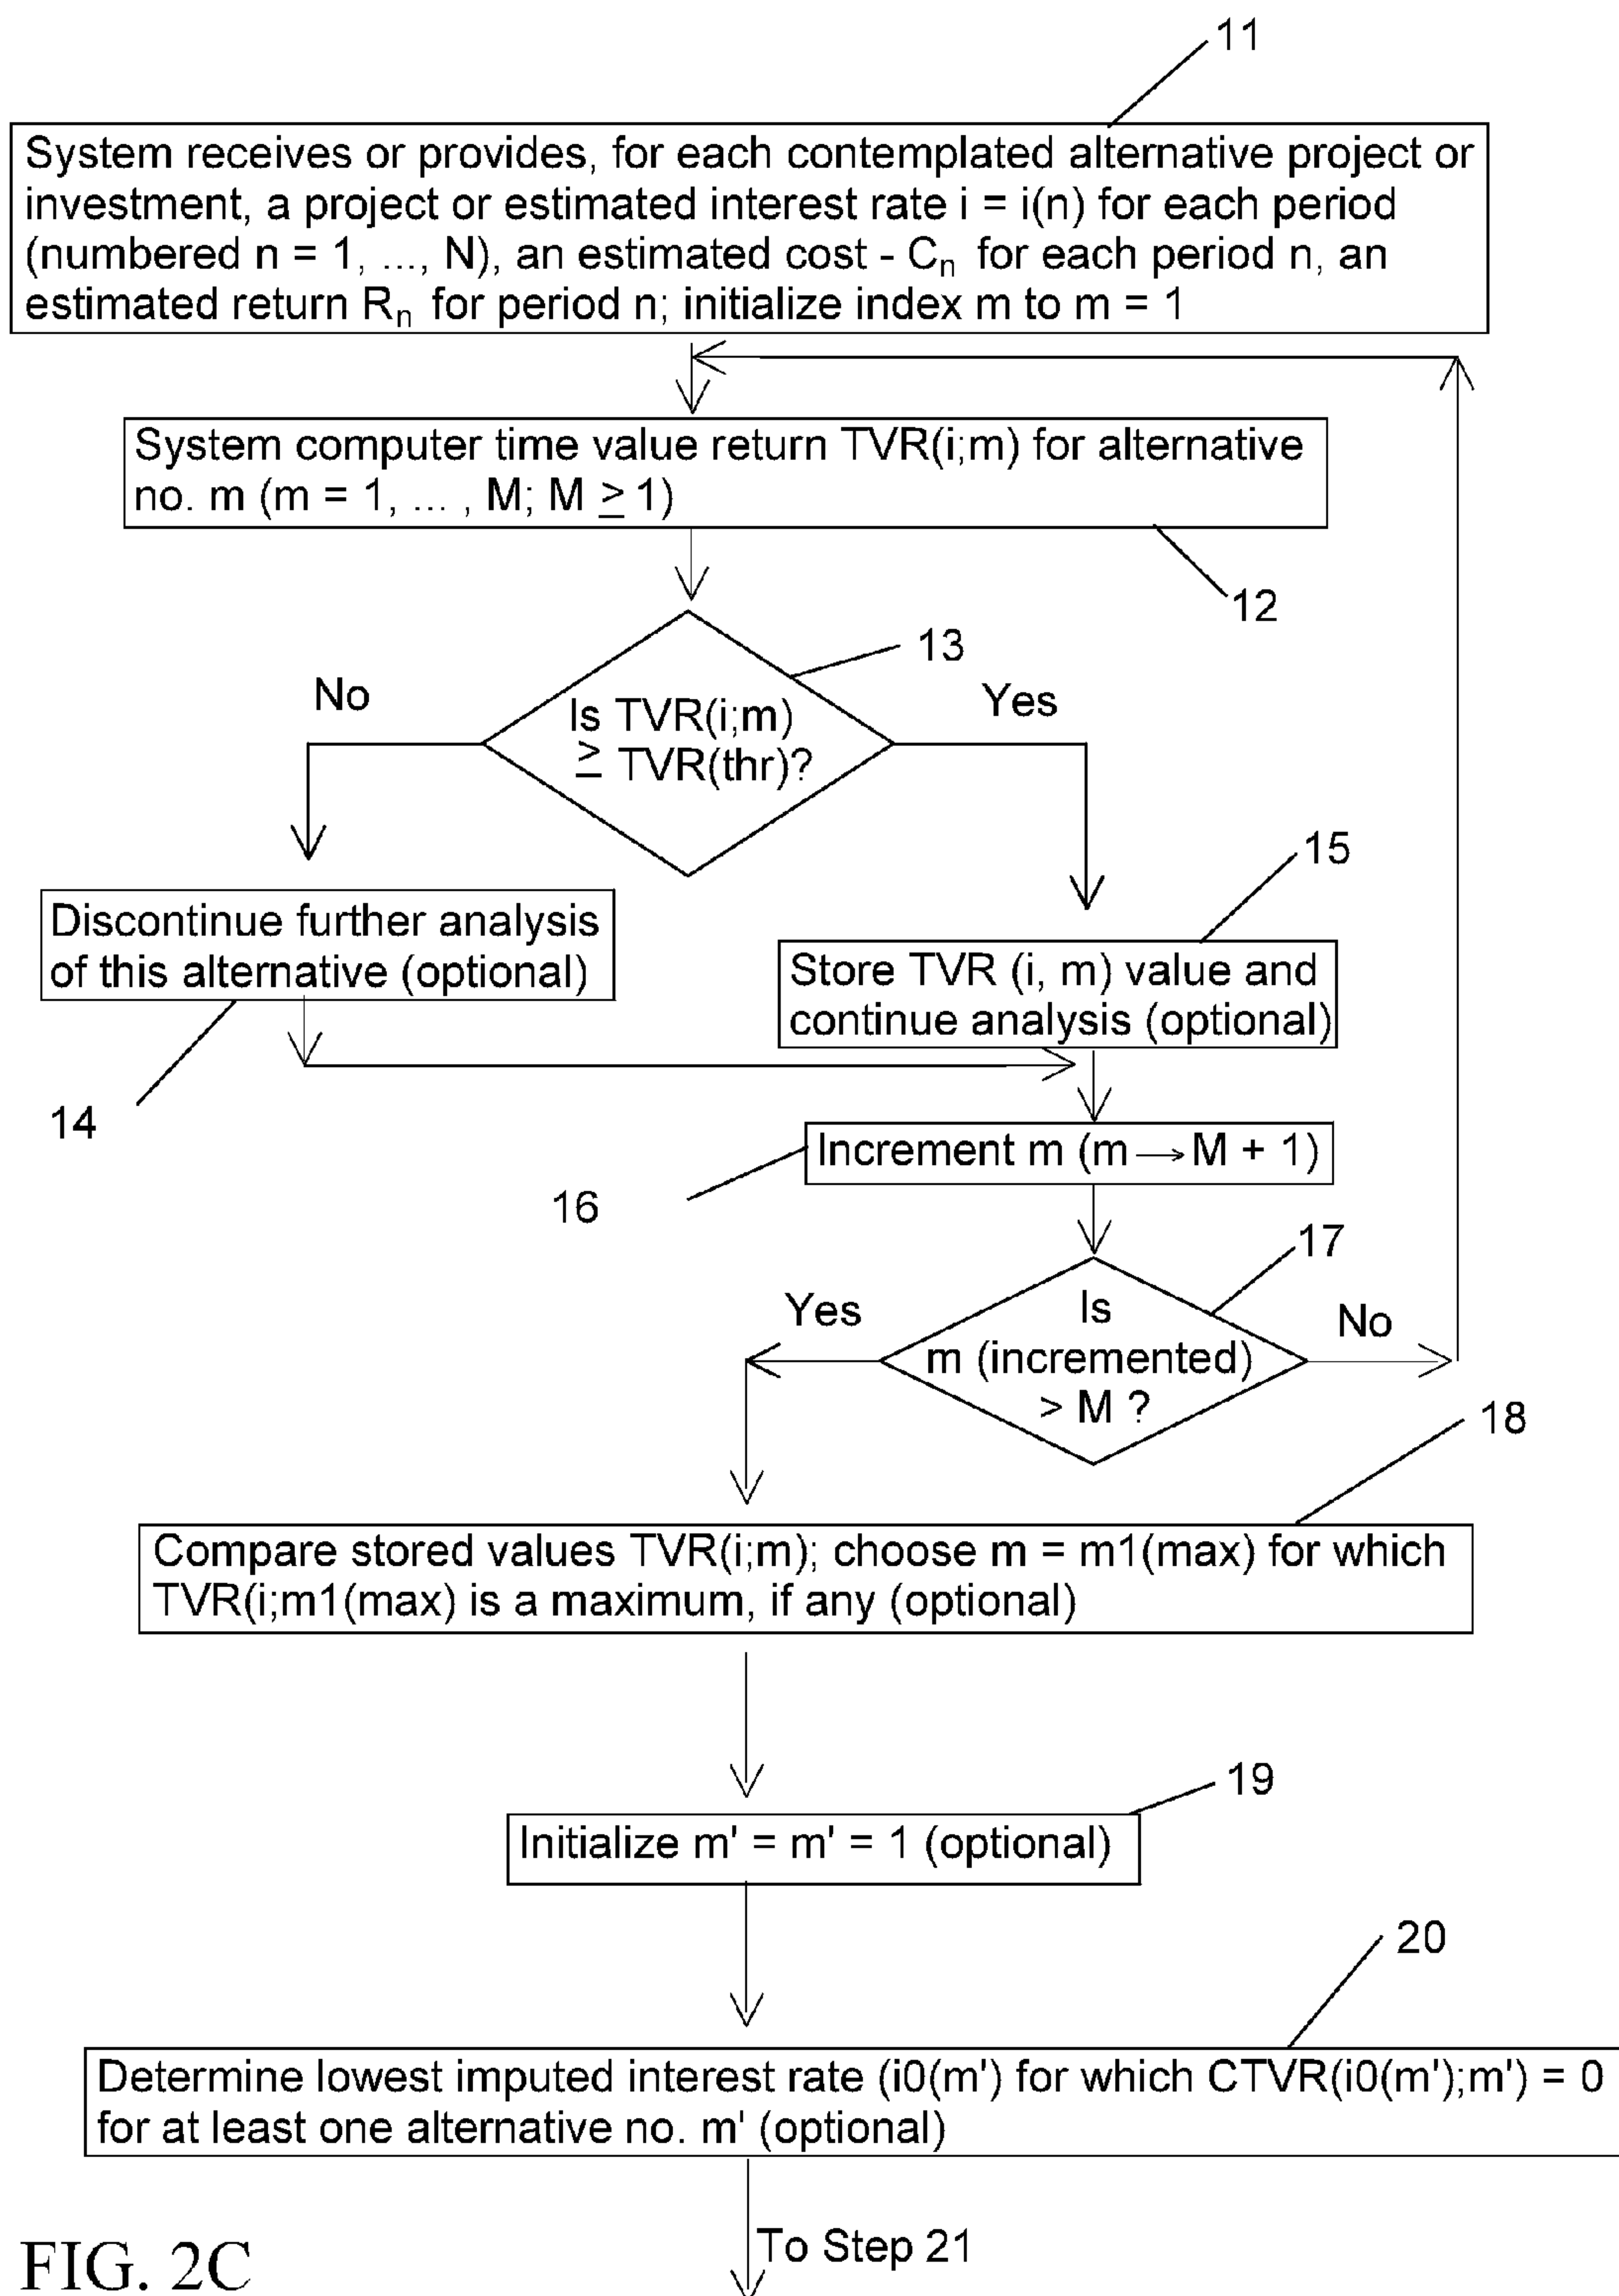 11
System receives or provides, for each contemplated alternative project or
investment, a project or estimated interest rate i = i(n) for each period
(numbered n = 1, ..., N), an estimated cost - Cₙ for each period n, an
estimated return Rₙ for period n; initialize index m to m = 1
System computer time value return TVR(i;m) for alternative
no. m (m = 1, ... , M; M ≥ 1)
12
13
No
Yes
Is TVR(i;m)
≥ TVR(thr)?
15
Discontinue further analysis
of this alternative (optional)
Store TVR (i, m) value and
continue analysis (optional)
14
Increment m (m → M + 1)
16
17
Yes
No
Is
m (incremented)
> M ?
18
Compare stored values TVR(i;m); choose m = m1(max) for which
TVR(i;m1(max) is a maximum, if any (optional)
19
Initialize m' = m' = 1 (optional)
20
Determine lowest imputed interest rate (i0(m') for which CTVR(i0(m');m') = 0
for at least one alternative no. m' (optional)
To Step 21
FIG. 2C